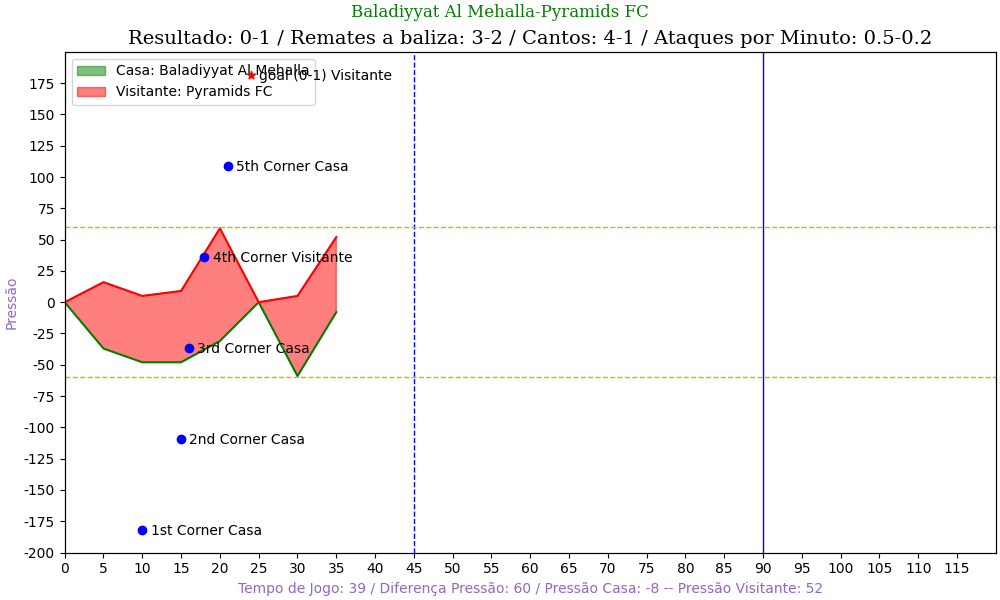 Baladiyyat Al Mehalla-Pyramids FC
Resultado: 0-1 / Remates a baliza: 3-2 / Cantos: 4-1 / Ataques por Minuto: 0.5-0.2
Casa: Baladiyyat Al Mehalla
goal (0-1) Visitante
Visitante: Pyramids FC
5th Corner Casa
4th Corner Visitante
3rd Corner Casa
2nd Corner Casa
1st Corner Casa
Pressão
175
150
125
100
75
50
25
0
-25
-50
-75
-100
-125
-150
-175
-200
0 5 10 15 20 25 30 35 40 45 50 55 60 65 70 75 80 85 90 95 100 105 110 115
Tempo de Jogo: 39 / Diferença Pressão: 60 / Pressão Casa: -8 -- Pressão Visitante: 52